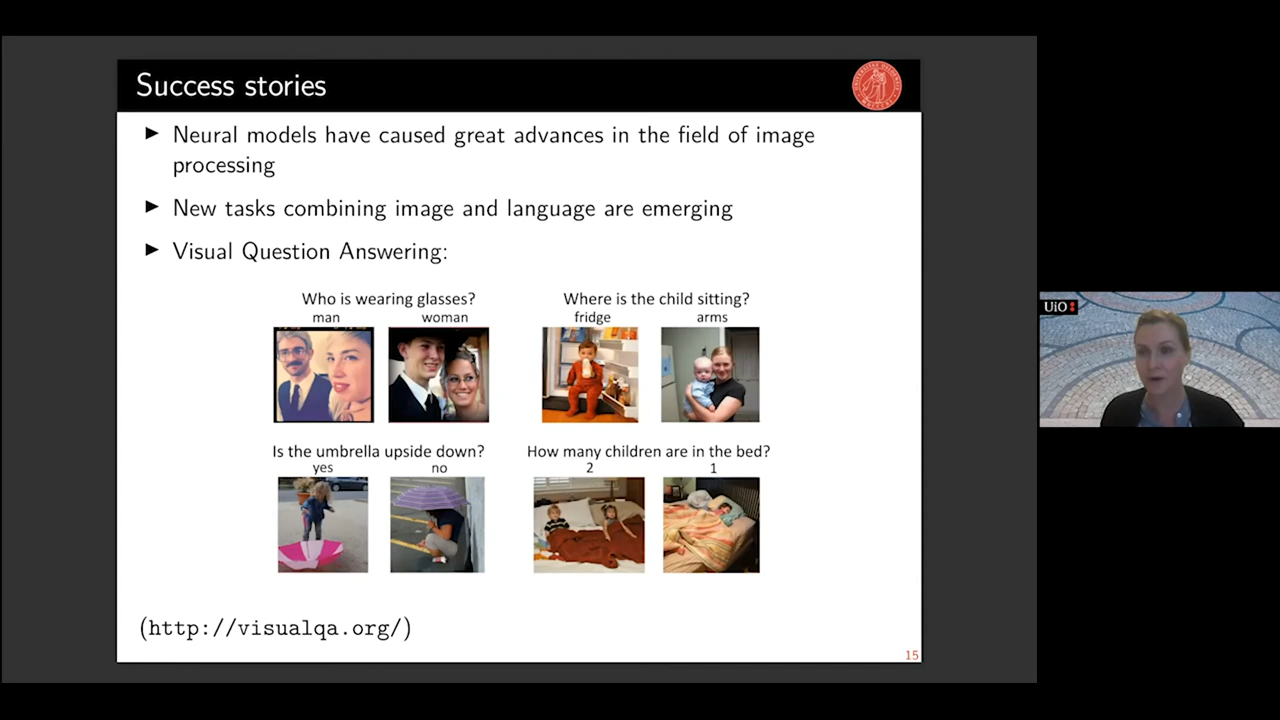 Success stories
Neural models have caused great advances in the field of image
processing
New tasks combining image and language are emerging
Visual Question Answering:
Who is wearing glasses?
man woman
Where is the child sitting?
fridge arms
Is the umbrella upside down?
yes no
How many children are in the bed?
2 1
(http://visualqa.org/)
15
UiO